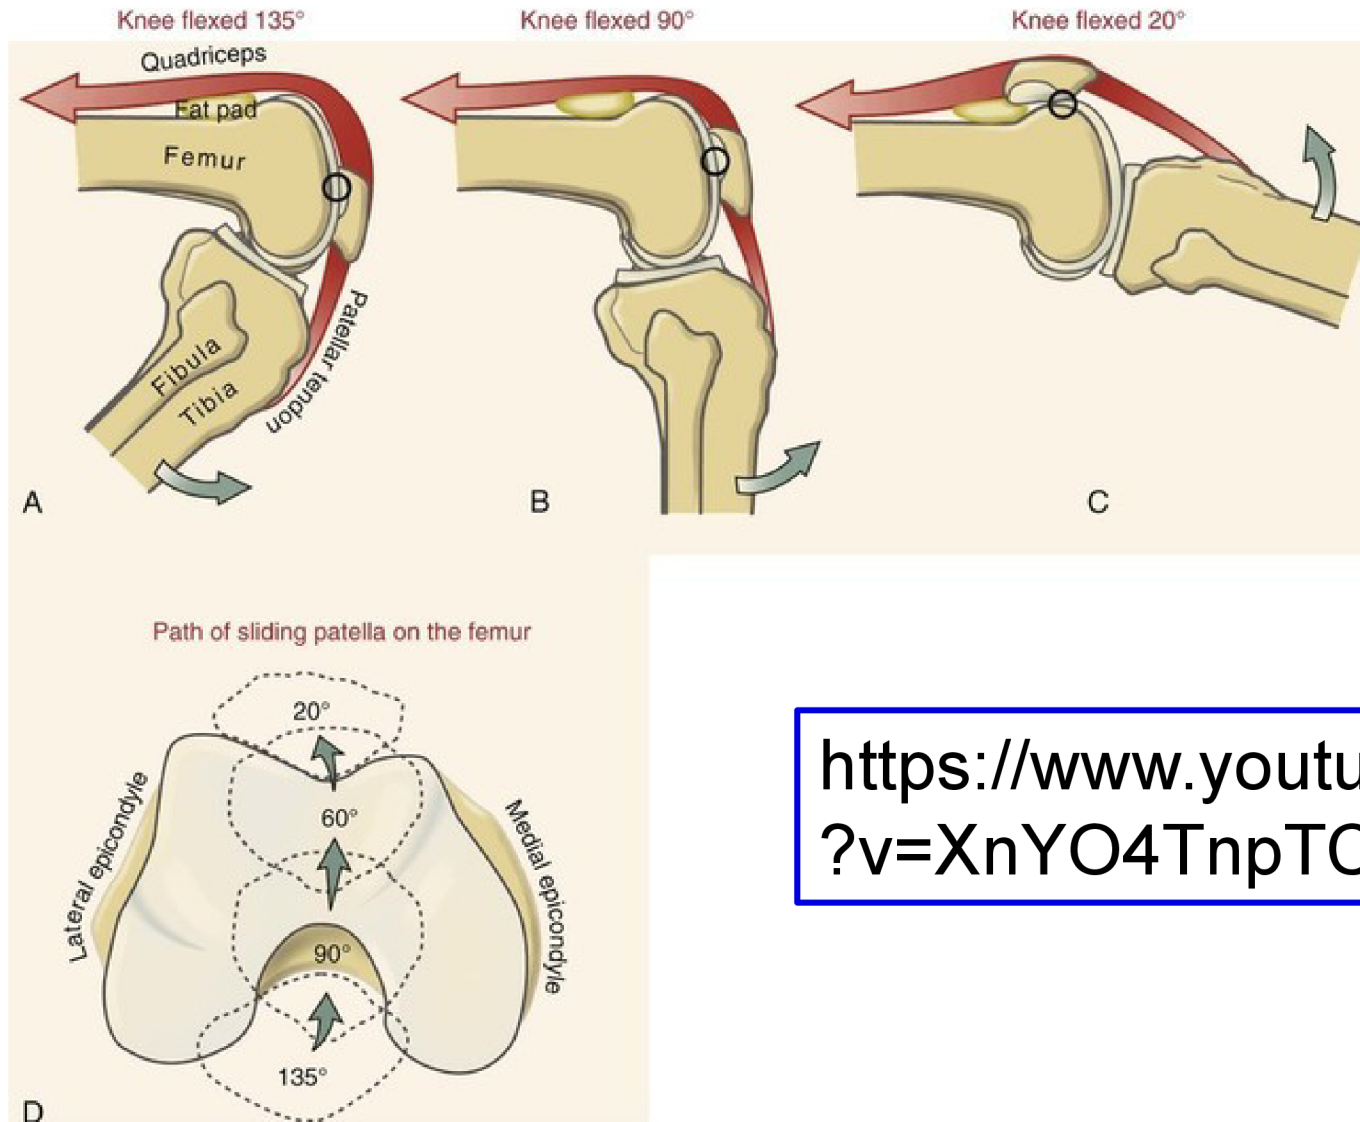 Knee flexed 135°
Knee flexed 90°
Knee flexed 20°
Quadriceps
Fat pad
Femur
Fibula
Tibia
Patellar tendon
A
B
C
Path of sliding patella on the femur
20°
60°
90°
135°
Lateral epicondyle
Medial epicondyle
D
https://www.youtu
?v=XnYO4TnpT